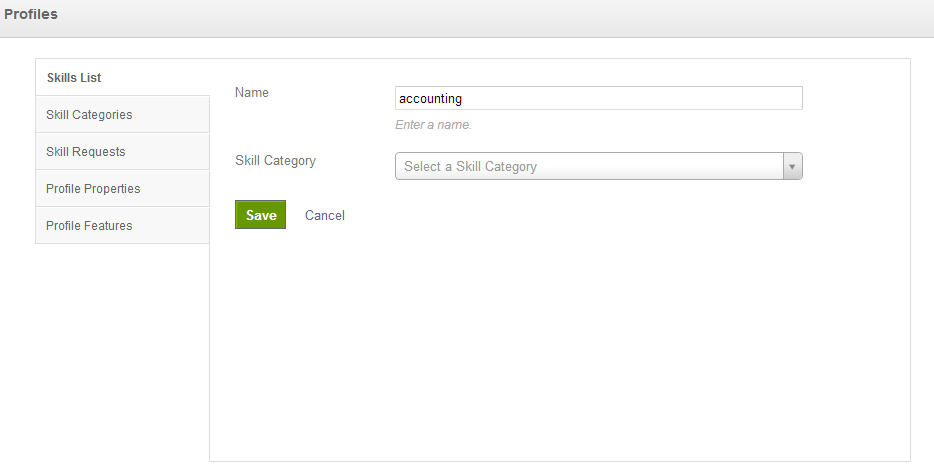 Profiles
Skills List
Skill Categories
Skill Requests
Profile Properties
Profile Features
Name
accounting
Enter a name.
Skill Category
Select a Skill Category
Save
Cancel